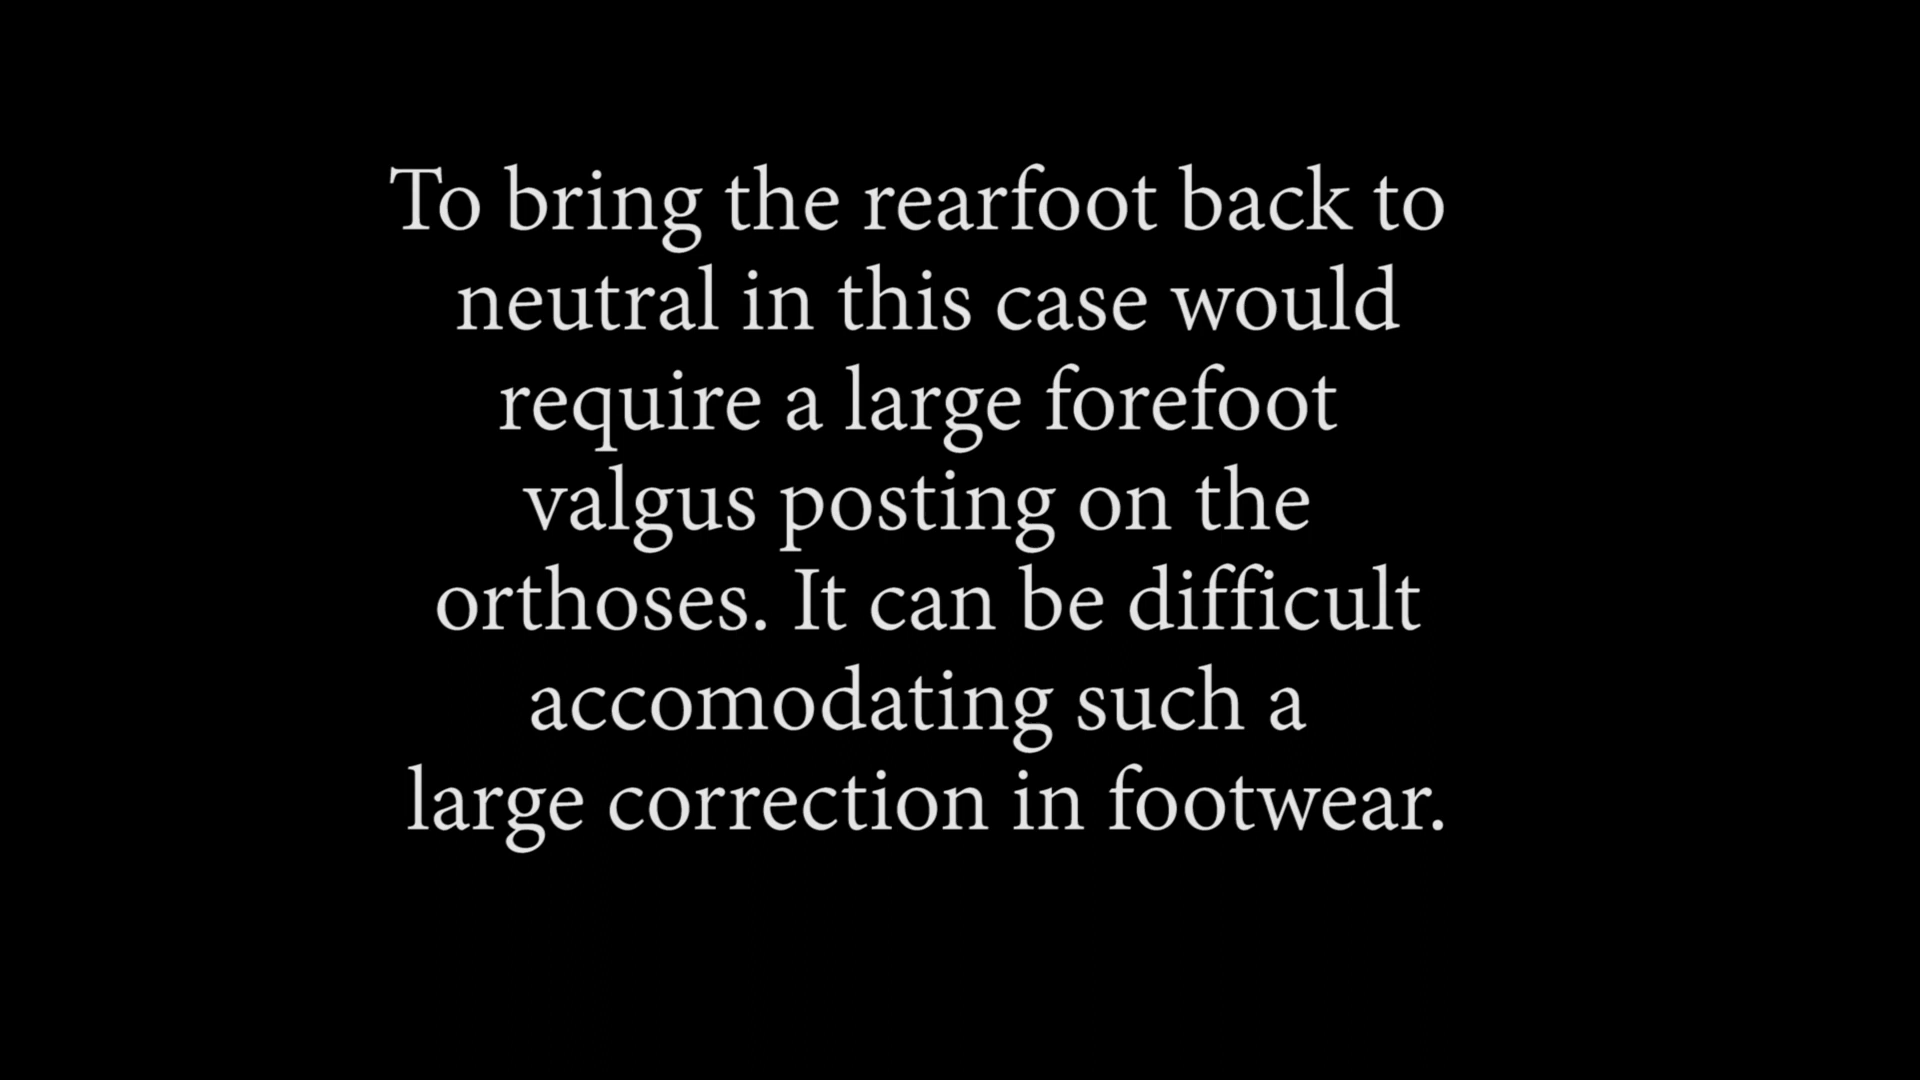 To bring the rearfoot back to
neutral in this case would
require a large forefoot
valgus posting on the
orthoses. It can be difficult
accomodating such a
large correction in footwear.